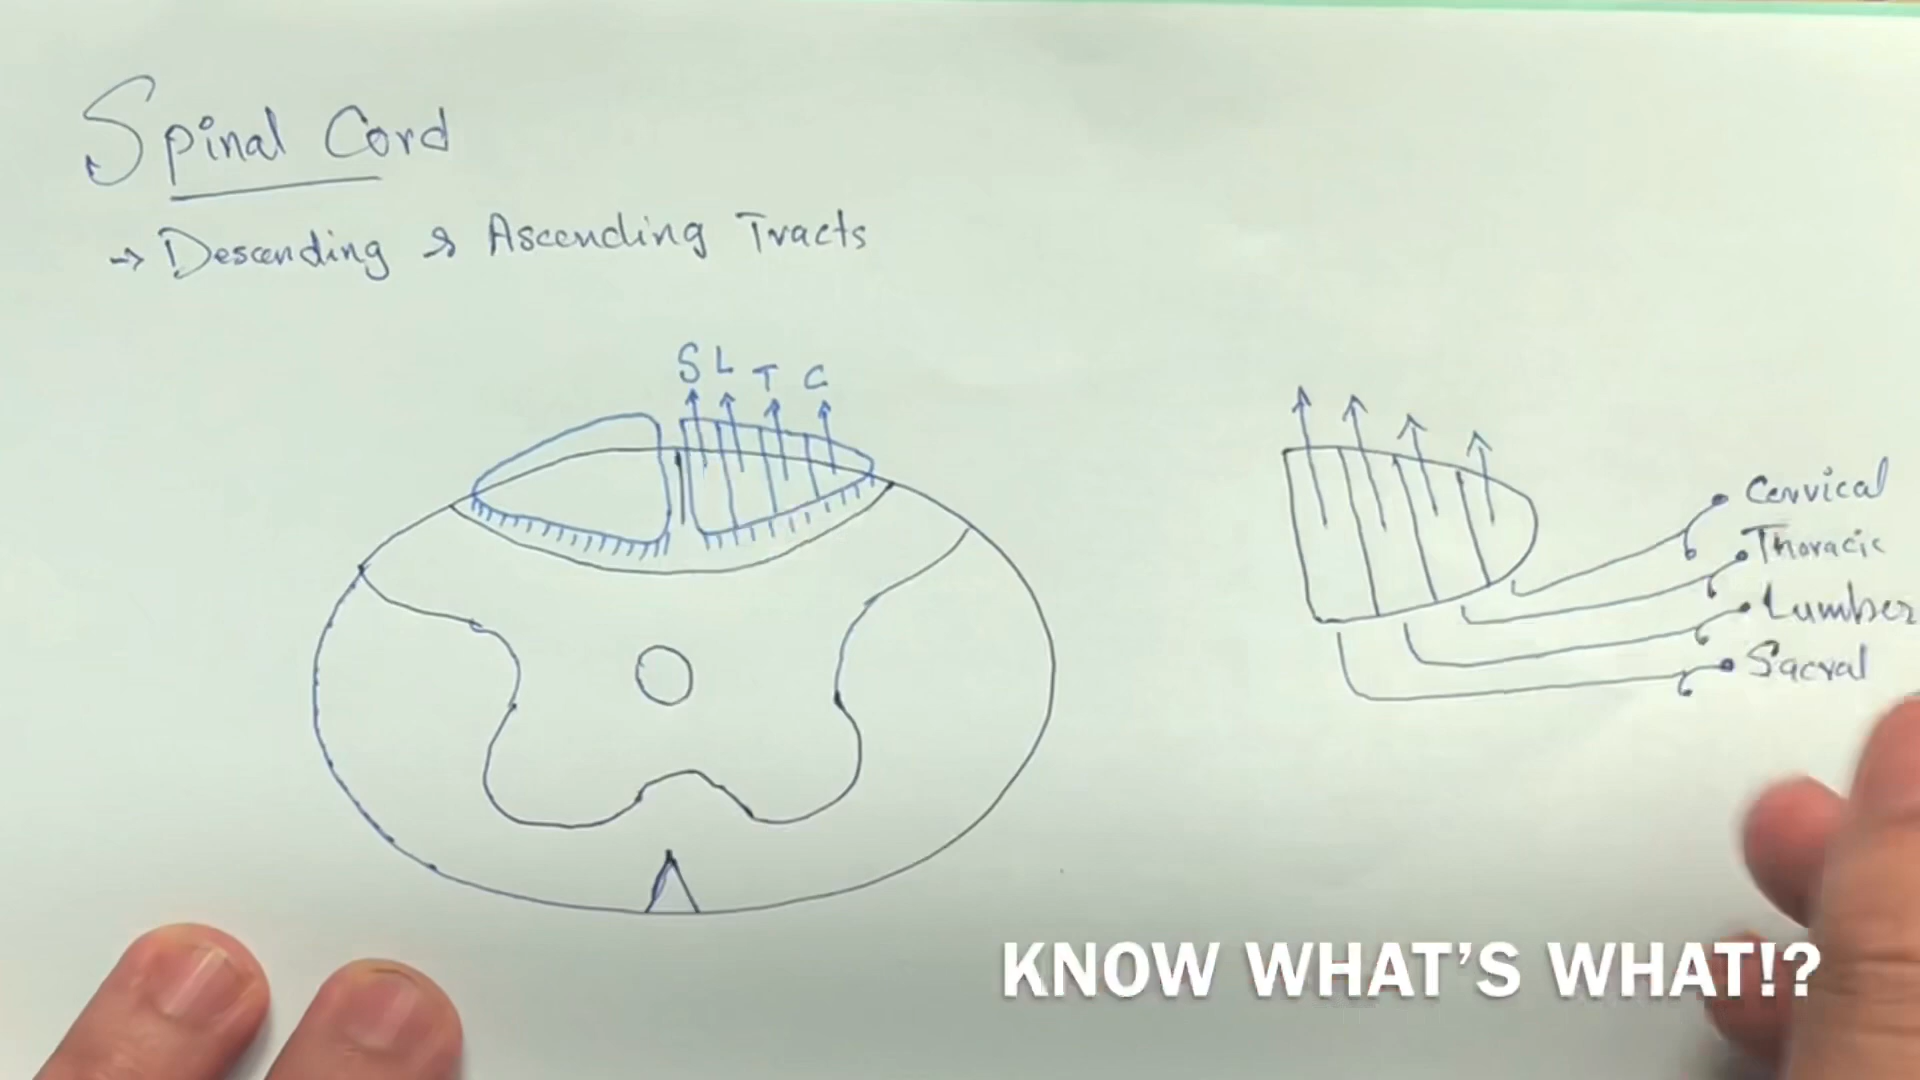 Spinal Cord
→ Descending & Ascending Tracts
S L T C
Cervical
Thoracic
Lumber
Sacral
KNOW WHAT'S WHAT!?